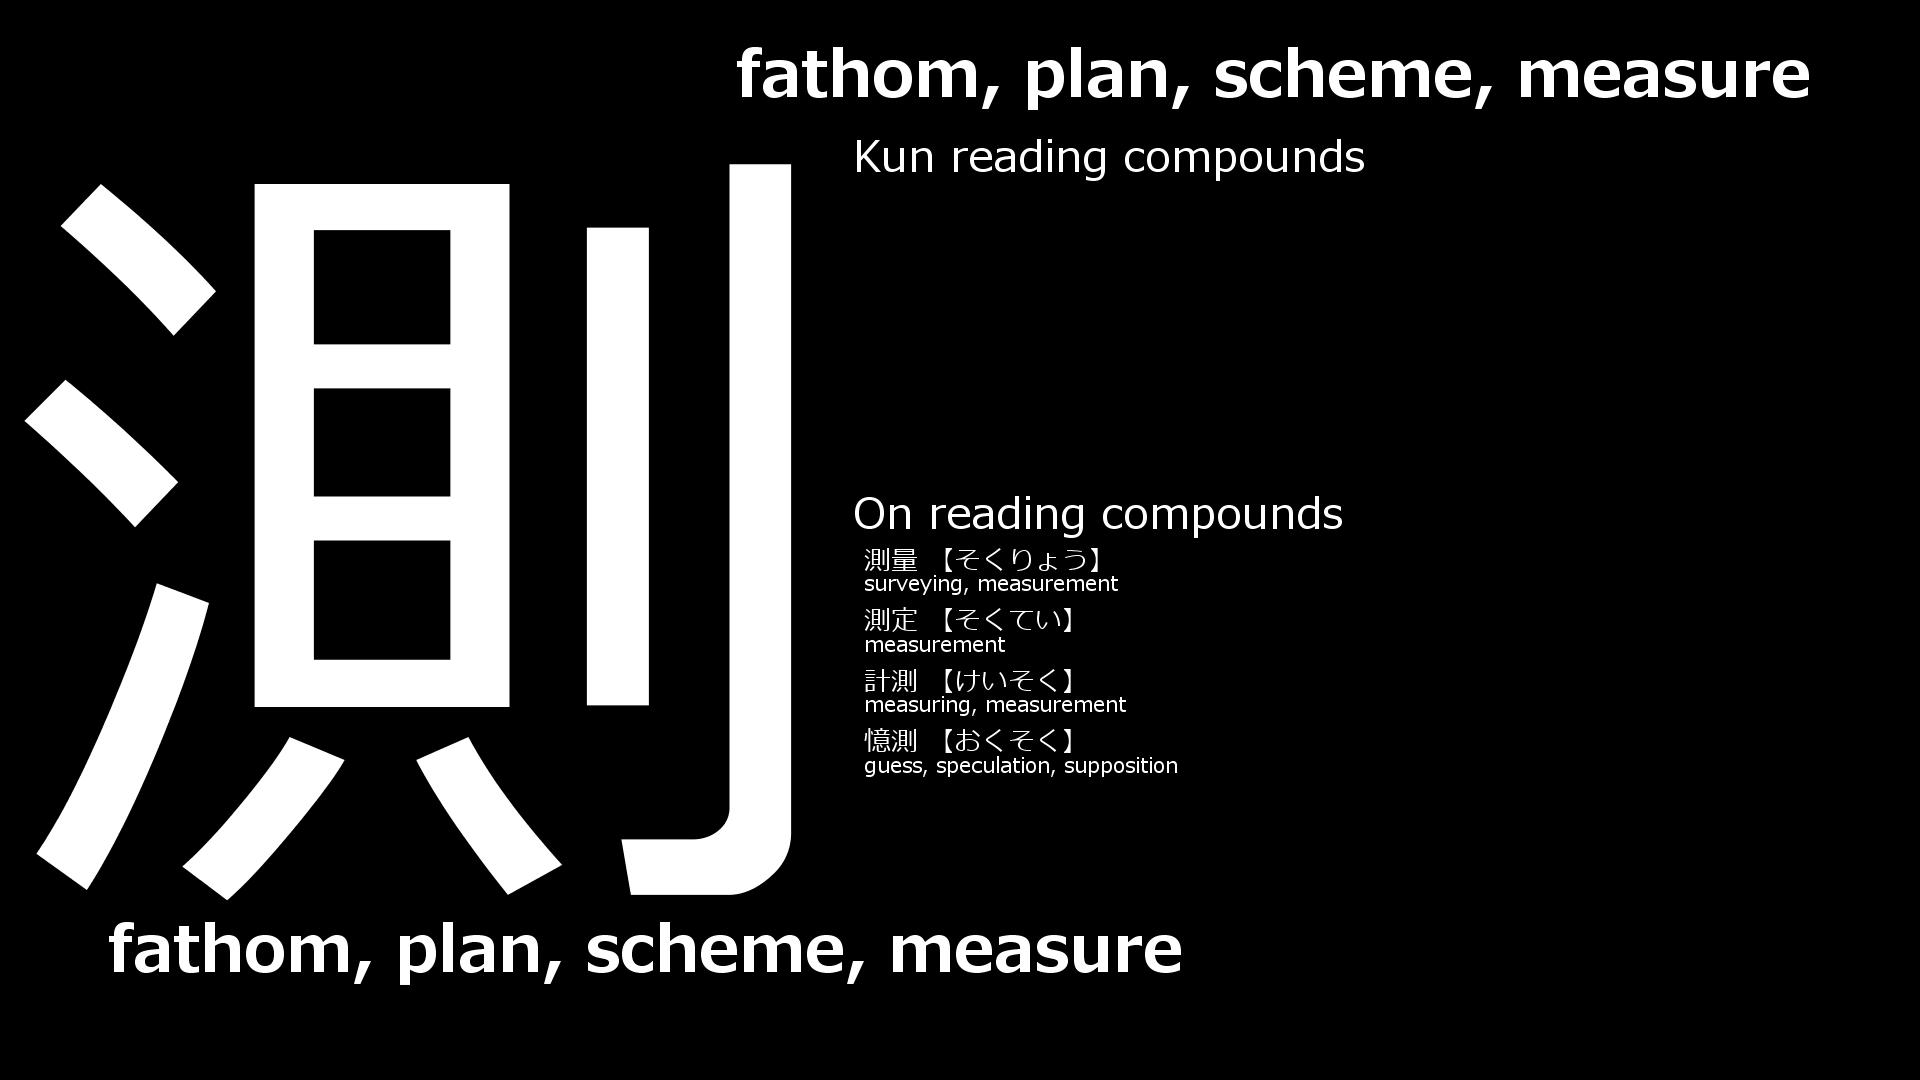 fathom, plan, scheme, measure
測
Kun reading compounds
On reading compounds
測量 【そくりょう】
surveying, measurement
測定 【そくてい】
measurement
計測 【けいそく】
measuring, measurement
憶測 【おくそく】
guess, speculation, supposition
fathom, plan, scheme, measure